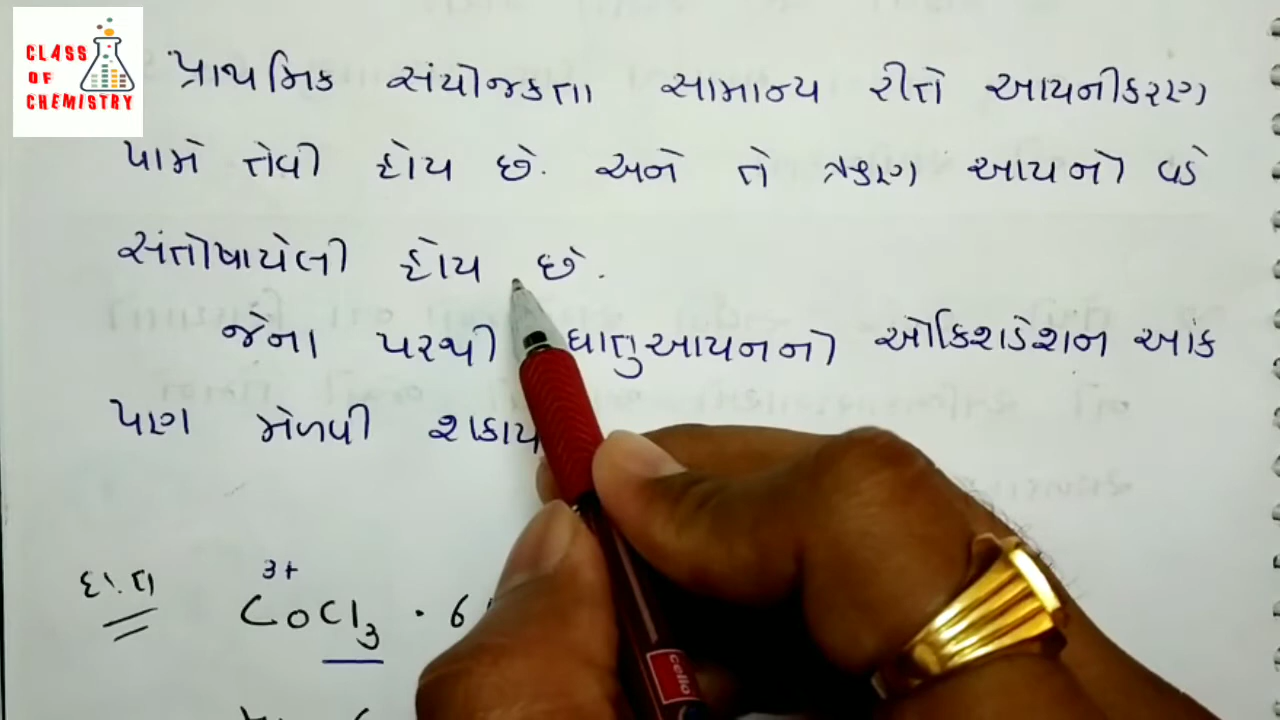 CLASS
OF
CHEMISTRY
પ્રાથમિક સંયોજકતા સામાન્ય રીતે આયનીકરણ
પામે તેવી હોય છે. અને તે ઋણ આયનો વડે
સંતોષાયેલી હોય છે.
જેના પરથી ધાતુઆયનનો ઓકિશડેશન આંક
પણ મેળવી શકાય
દા.ત 3+
CoCl3 · 6